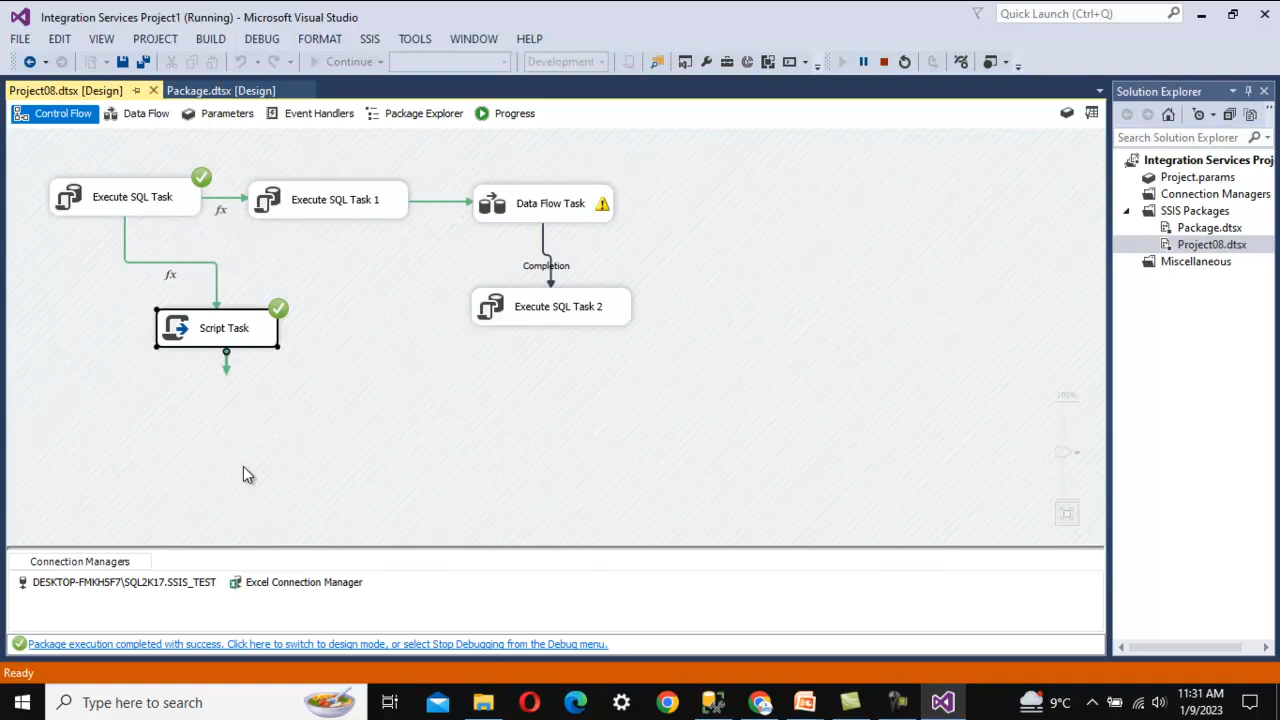 Integration Services Project1 (Running) - Microsoft Visual Studio
Quick Launch (Ctrl+Q)
FILE EDIT VIEW PROJECT BUILD DEBUG FORMAT SSIS TOOLS WINDOW HELP
Continue Development
Project08.dtsx [Design] Package.dtsx [Design]
Control Flow Data Flow Parameters Event Handlers Package Explorer Progress
Execute SQL Task
fx
Execute SQL Task 1
Data Flow Task
Completion
fx
Execute SQL Task 2
Script Task
100%
Connection Managers
DESKTOP-FMKH5F7\SQL2K17.SSIS_TEST Excel Connection Manager
Package execution completed with success. Click here to switch to design mode, or select Stop Debugging from the Debug menu.
Solution Explorer
Search Solution Explorer
Integration Services Proj
Project.params
Connection Managers
SSIS Packages
Package.dtsx
Project08.dtsx
Miscellaneous
Ready
Type here to search
9°C
11:31 AM
1/9/2023